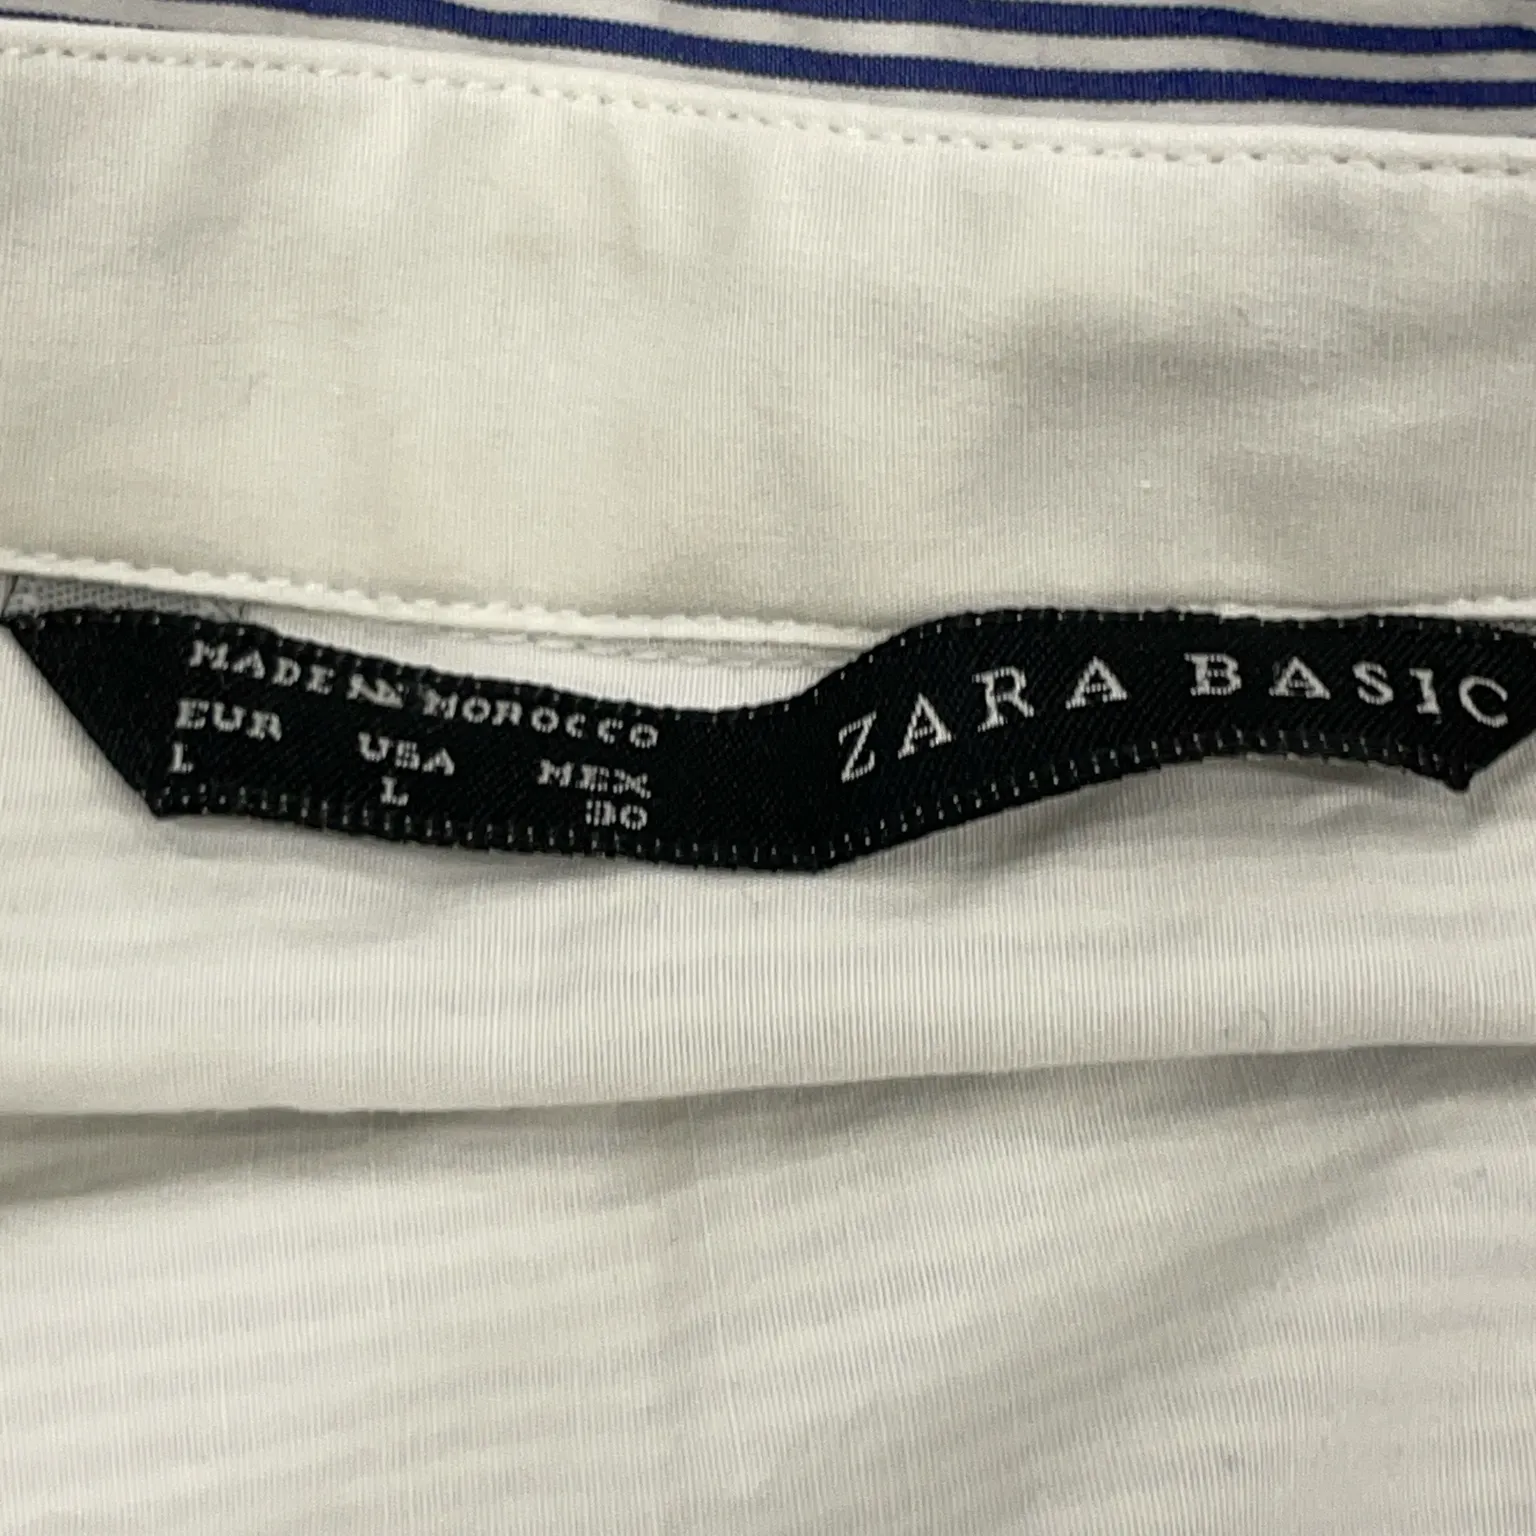 MADE IN MOROCCO
EUR USA MEX
L L 30
ZARA BASIC